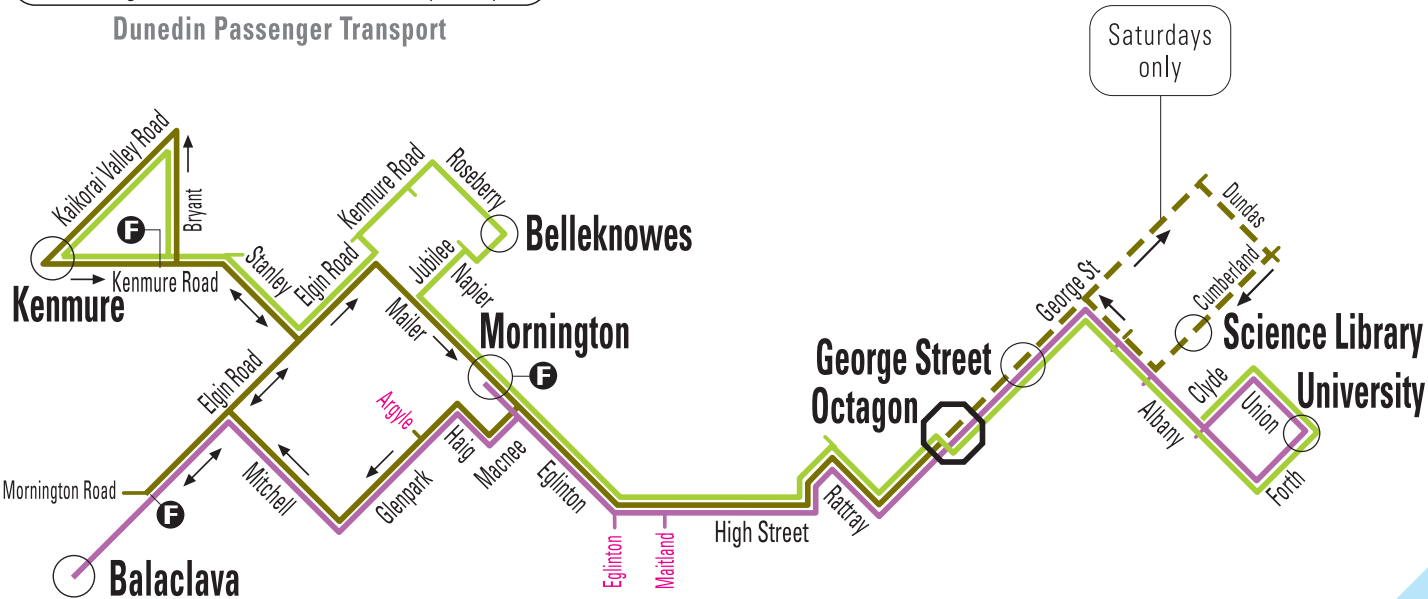 Dunedin Passenger Transport
Saturdays
only
Kaikorai Valley Road
Bryant
F
Kenmure Road
Kenmure
Stanley
Elgin Road
Kenmure Road
Roseberry
Belleknowes
Jubilee
Napier
Mailer
Mornington
F
Elgin Road
Argyle
Haig
Macnee
Glenpark
Mitchell
Mornington Road
F
Balaclava
Eglinton
Eglinton
Maitland
High Street
Rattray
George Street
Octagon
George St
Dundas
Cumberland
Science Library
Albany
Clyde
Union
University
Forth